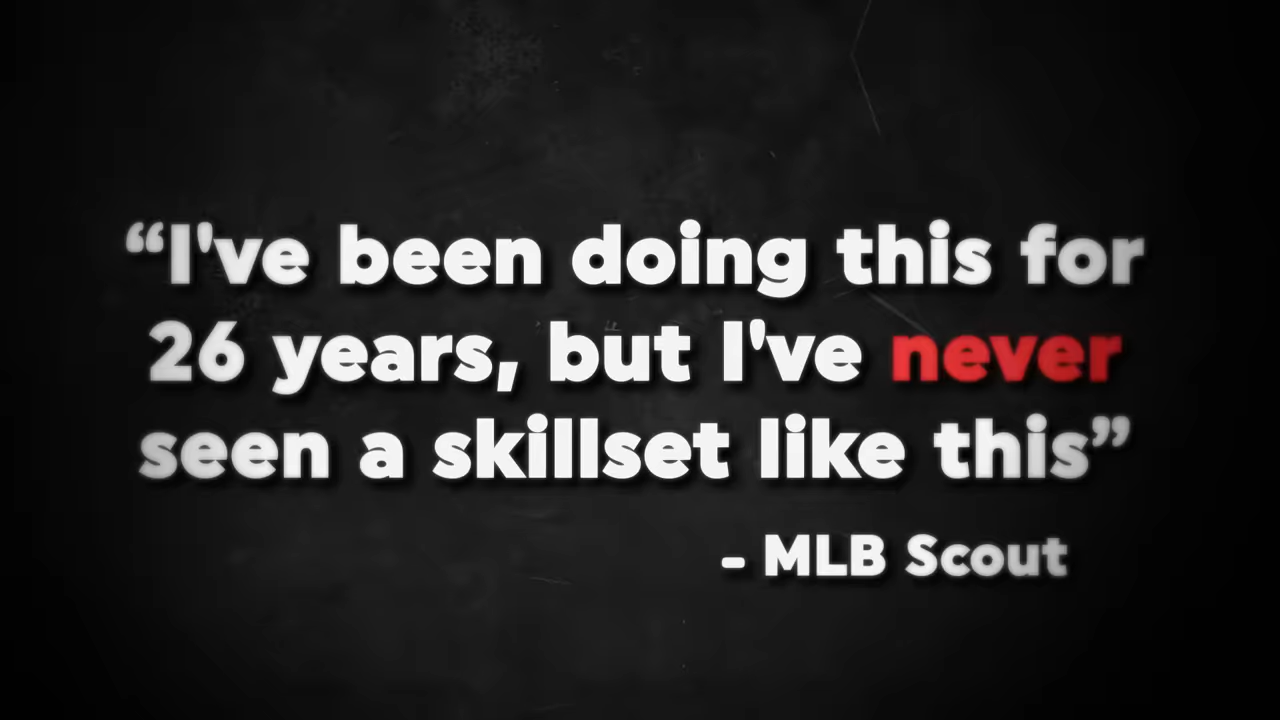 “I've been doing this for
26 years, but I've never
seen a skillset like this”
- MLB Scout